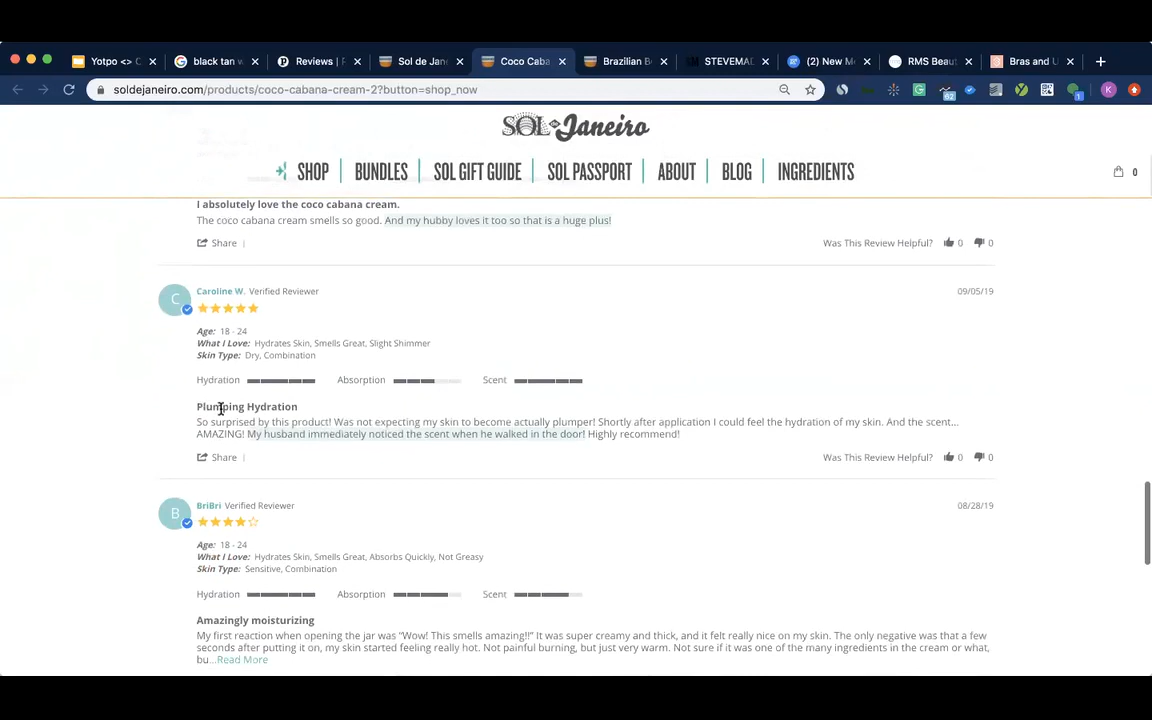 Yotpo <> C
black tan w
Reviews | F
Sol de Jan
Coco Caba
Brazilian B
STEVEMAD
(2) New M
RMS Beaut
Bras and U
soldejaneiro.com/products/coco-cabana-cream-2?button=shop_now
SOL de Janeiro
SHOP
BUNDLES
SOL GIFT GUIDE
SOL PASSPORT
ABOUT
BLOG
INGREDIENTS
0
I absolutely love the coco cabana cream.
The coco cabana cream smells so good. And my hubby loves it too so that is a huge plus!
Share |
Was This Review Helpful? 0 0
C
Caroline W. Verified Reviewer
09/05/19
Age: 18 - 24
What I Love: Hydrates Skin, Smells Great, Slight Shimmer
Skin Type: Dry, Combination
Hydration Absorption Scent
Plumping Hydration
So surprised by this product! Was not expecting my skin to become actually plumper! Shortly after application I could feel the hydration of my skin. And the scent...
AMAZING! My husband immediately noticed the scent when he walked in the door! Highly recommend!
Share |
Was This Review Helpful? 0 0
B
BriBri Verified Reviewer
08/28/19
Age: 18 - 24
What I Love: Hydrates Skin, Smells Great, Absorbs Quickly, Not Greasy
Skin Type: Sensitive, Combination
Hydration Absorption Scent
Amazingly moisturizing
My first reaction when opening the jar was "Wow! This smells amazing!!" It was super creamy and thick, and it felt really nice on my skin. The only negative was that a few
seconds after putting it on, my skin started feeling really hot. Not painful burning, but just very warm. Not sure if it was one of the many ingredients in the cream or what,
bu...Read More